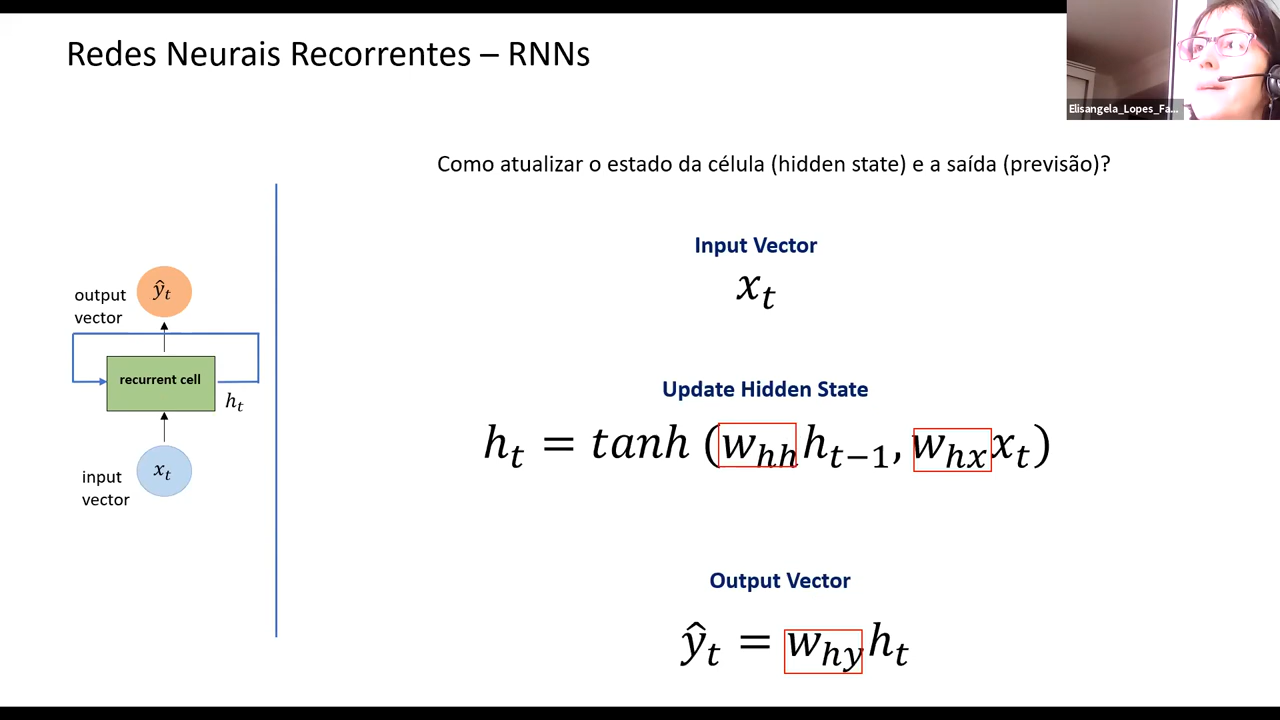 Redes Neurais Recorrentes – RNNs
Elisangela_Lopes_Fa...
Como atualizar o estado da célula (hidden state) e a saída (previsão)?
Input Vector
x_t
Update Hidden State
h_t = tanh (w_hh h_{t−1}, w_hx x_t)
Output Vector
ŷ_t = w_hy h_t
output
vector
ŷ_t
recurrent cell
h_t
x_t
input
vector